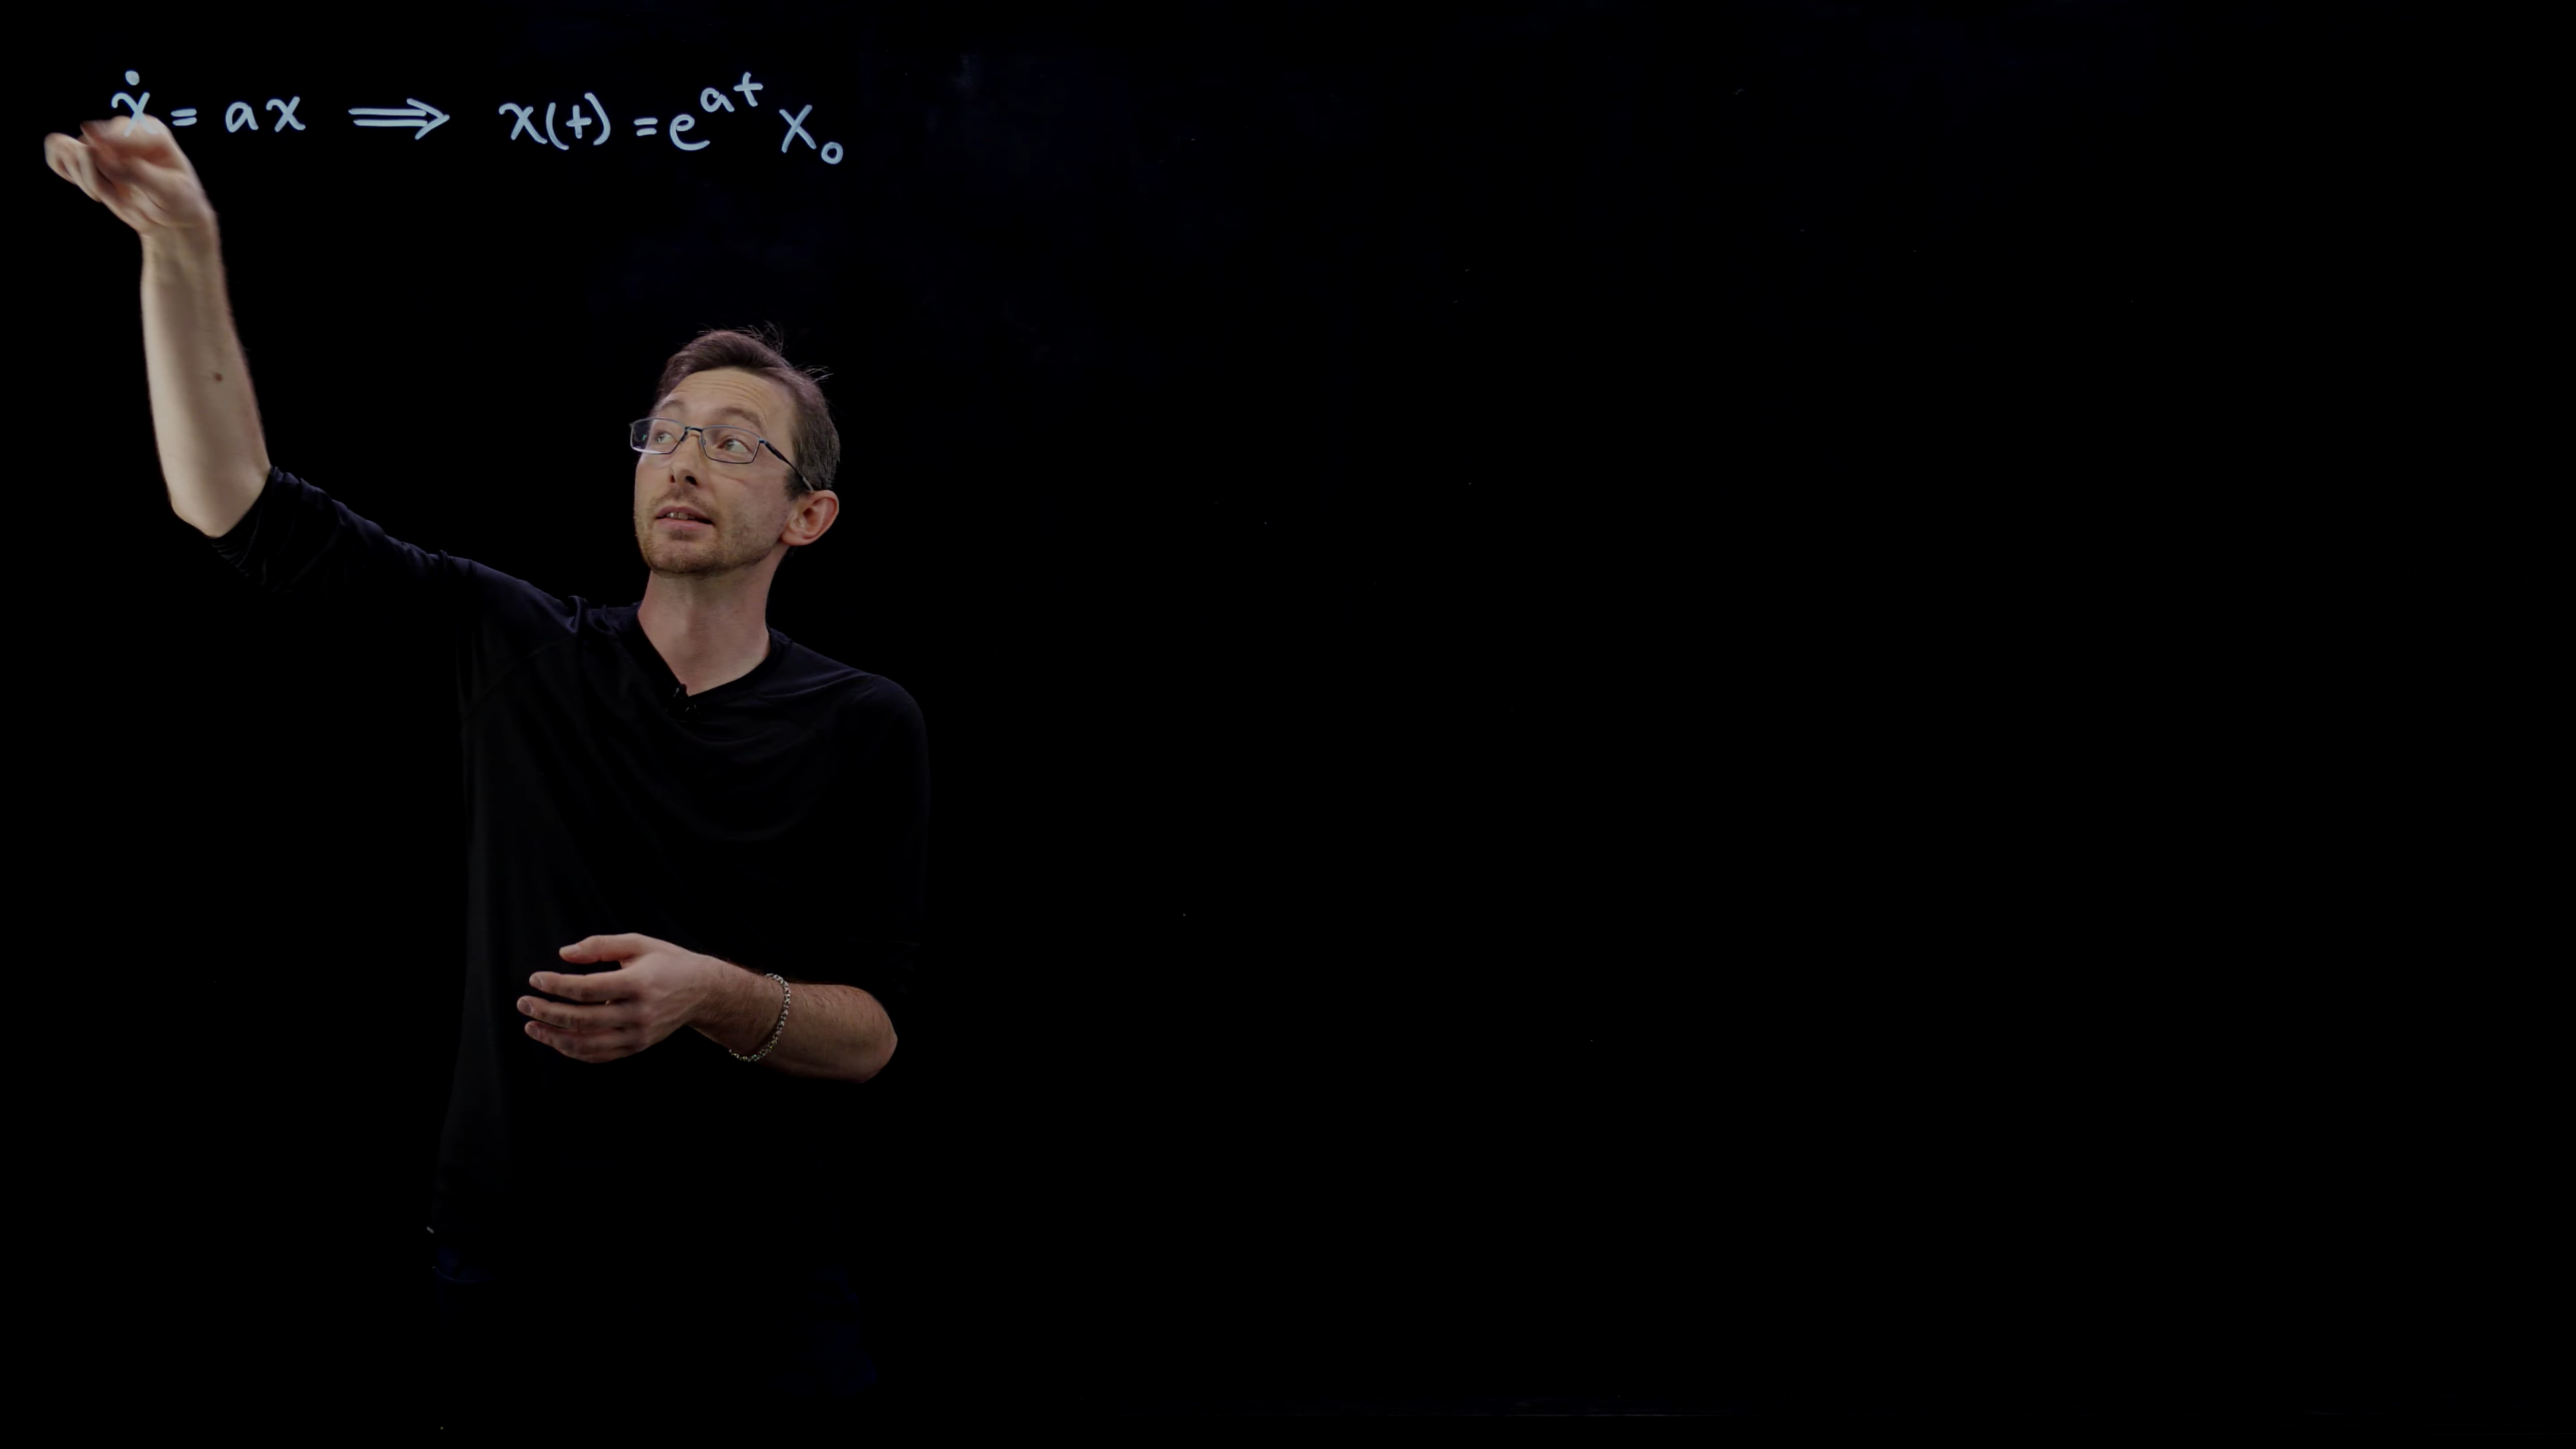 ẋ = ax ⟹ x(t) = e^{at} x₀